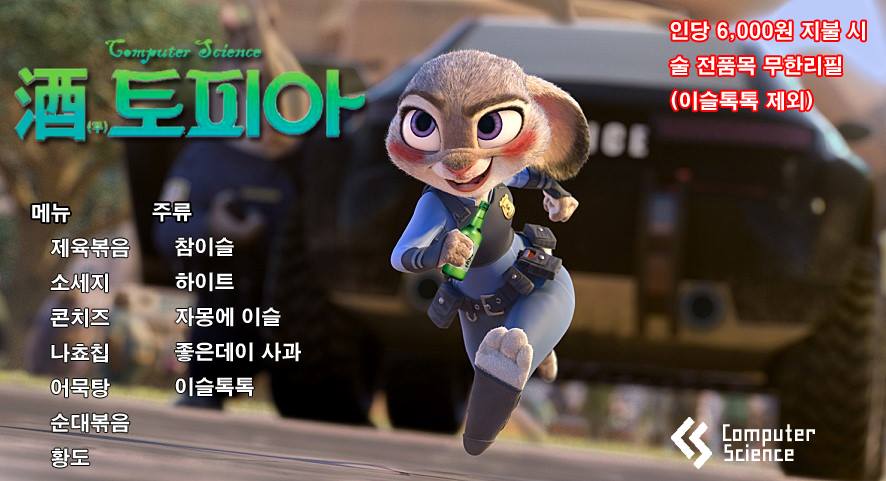 Computer Science
酒(주)토피아
인당 6,000원 지불 시
술 전품목 무한리필
(이슬톡톡 제외)
메뉴
제육볶음
소세지
콘치즈
나쵸칩
어묵탕
순대볶음
황도
주류
참이슬
하이트
자몽에 이슬
좋은데이 사과
이슬톡톡
Computer
Science